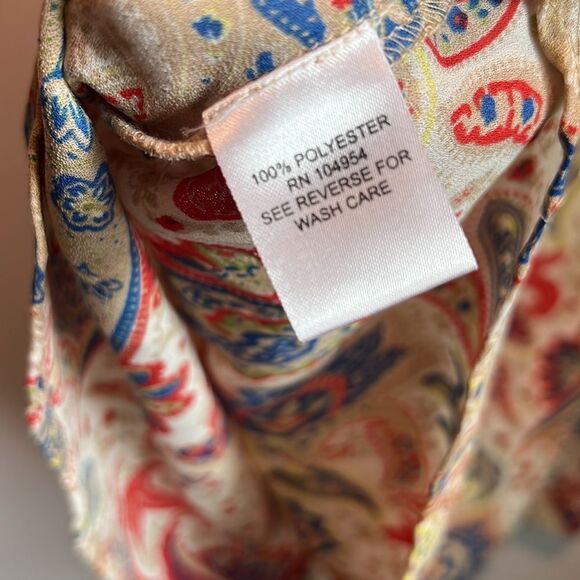 100% POLYESTER
RN 104954
SEE REVERSE FOR
WASH CARE